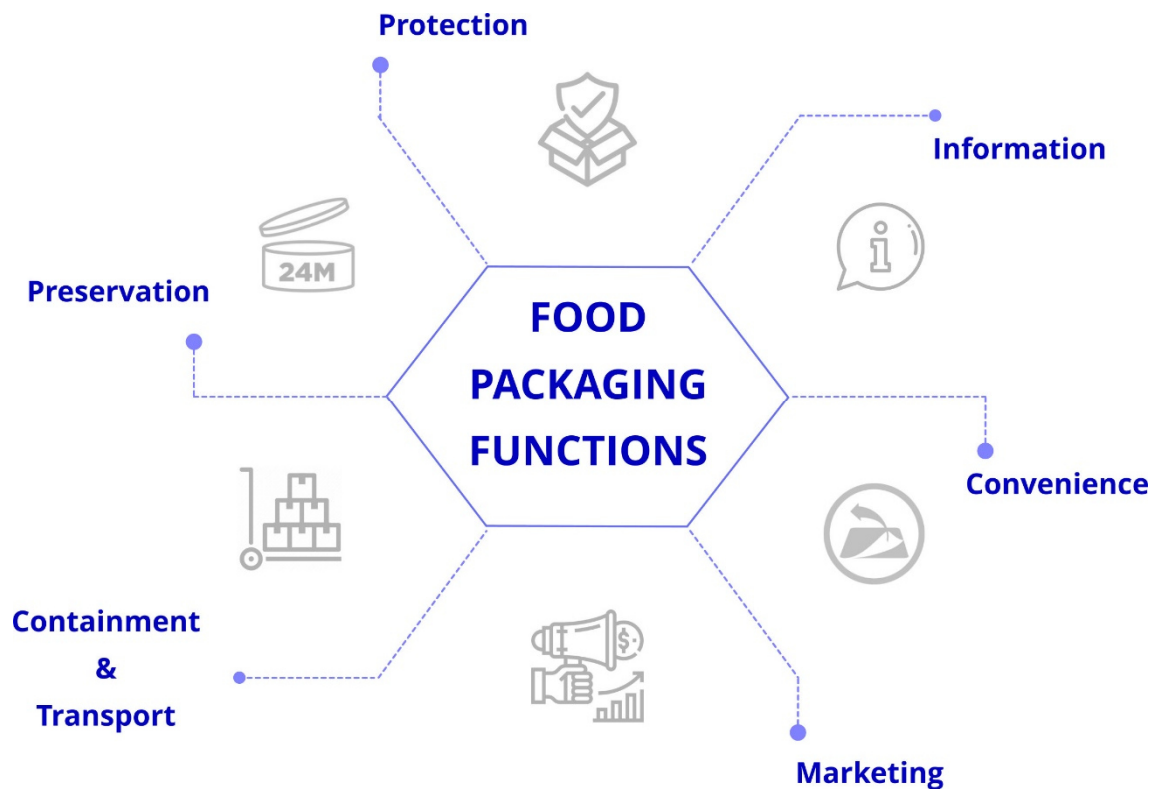 Protection
Information
24M
Preservation
FOOD
PACKAGING
FUNCTIONS
Convenience
Containment
&
Transport
$
Marketing